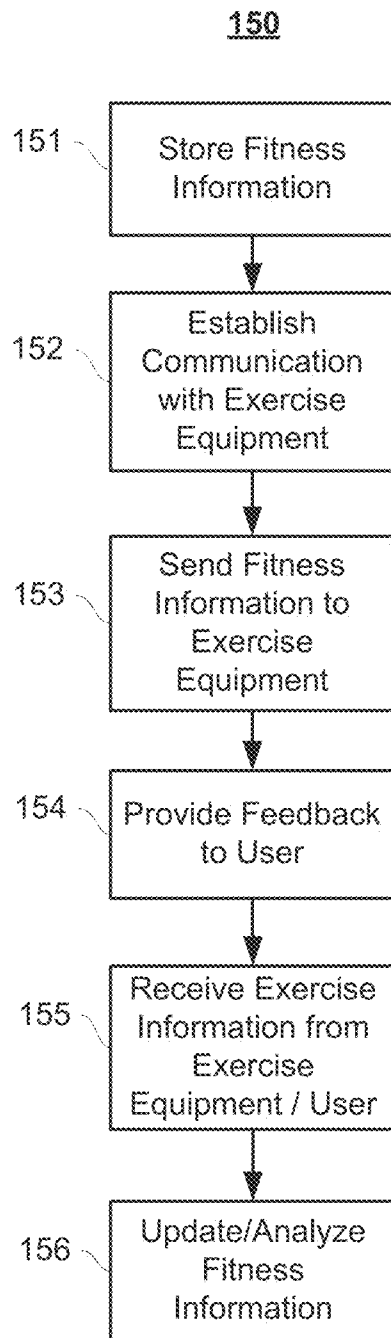 150
151
Store Fitness
Information
152
Establish
Communication
with Exercise
Equipment
153
Send Fitness
Information to
Exercise
Equipment
154
Provide Feedback
to User
155
Receive Exercise
Information from
Exercise
Equipment / User
156
Update/Analyze
Fitness
Information